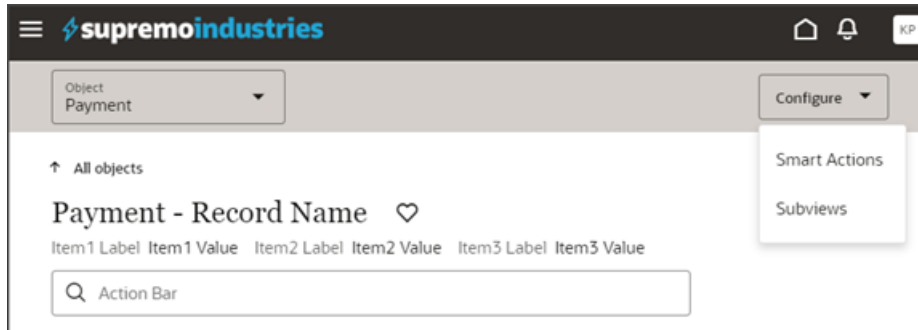 supremoindustries
KP
Object
Payment
Configure
Smart Actions
Subviews
All objects
Payment - Record Name
Item1 Label Item1 Value Item2 Label Item2 Value Item3 Label Item3 Value
Action Bar